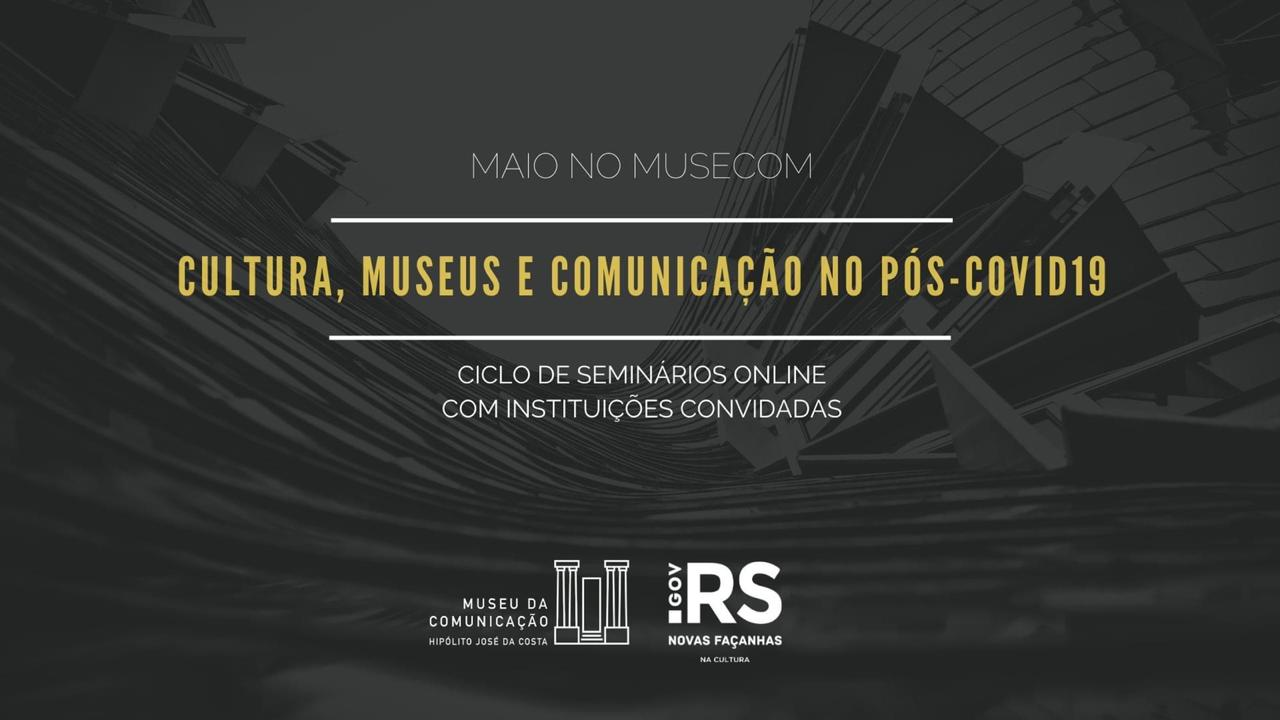 MAIO NO MUSECOM
CULTURA, MUSEUS E COMUNICAÇÃO NO PÓS-COVID19
CICLO DE SEMINÁRIOS ONLINE
COM INSTITUIÇÕES CONVIDADAS
MUSEU DA
COMUNICAÇÃO
HIPÓLITO JOSÉ DA COSTA
.GOV
RS
NOVAS FAÇANHAS
NA CULTURA